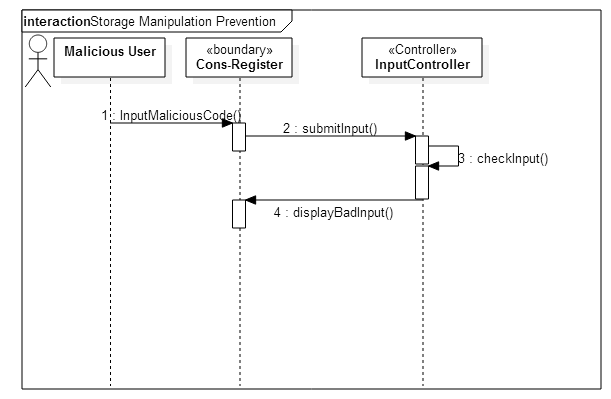 interactionStorage Manipulation Prevention
Malicious User
«boundary»
Cons-Register
«Controller»
InputController
1 : InputMaliciousCode()
2 : submitInput()
3 : checkInput()
4 : displayBadInput()